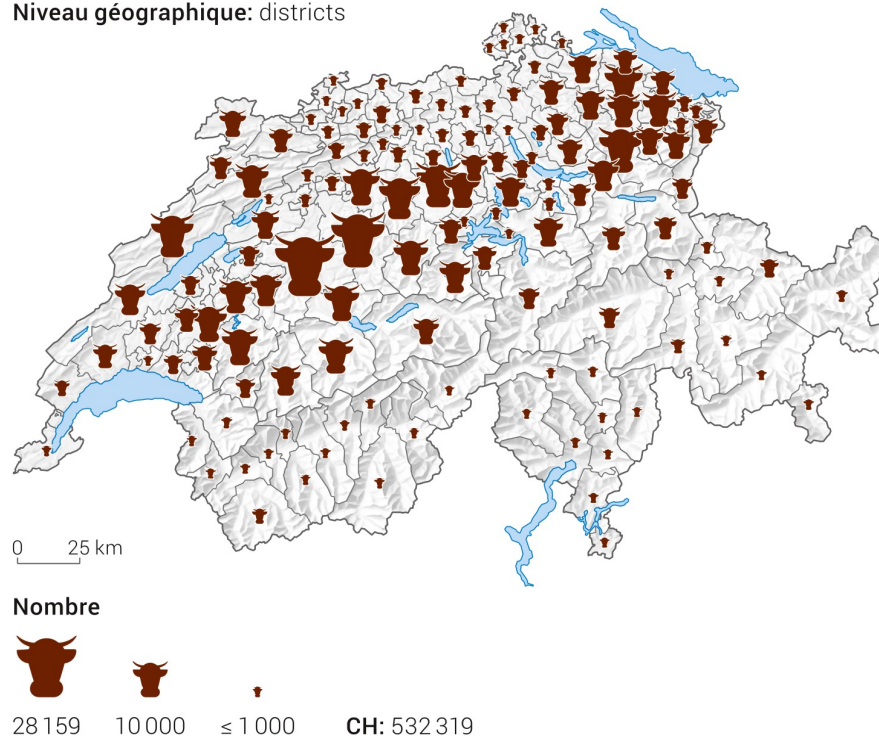 Niveau géographique: districts
0 25 km
Nombre
28 159 10 000 ≤ 1 000 CH: 532 319